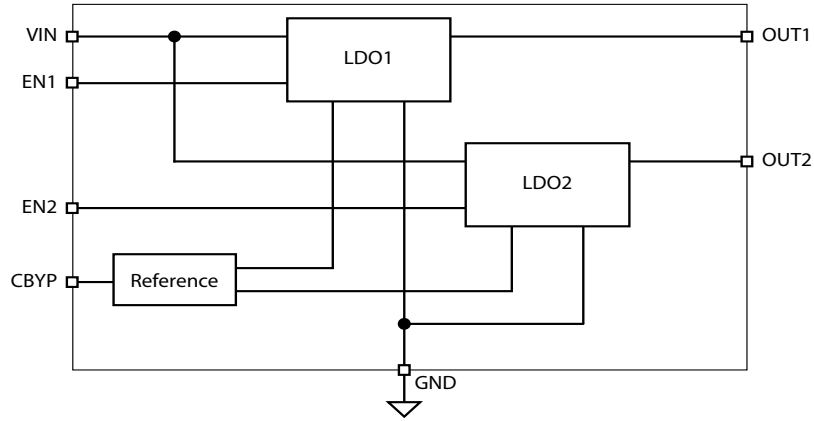 VIN
LDO1
OUT1
EN1
LDO2
OUT2
EN2
CBYP
Reference
GND